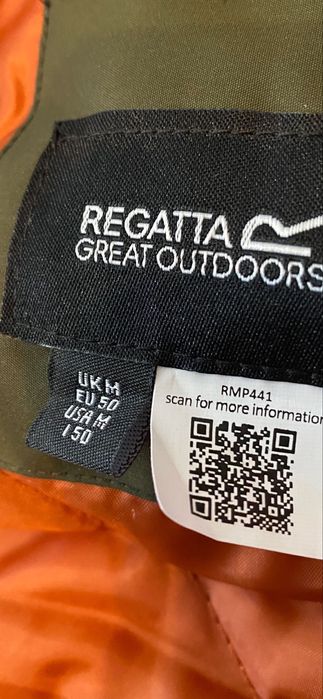 REGATTA
GREAT OUTDOORS
UK M
EU 50
USA M
I 50
RMP441
scan for more information